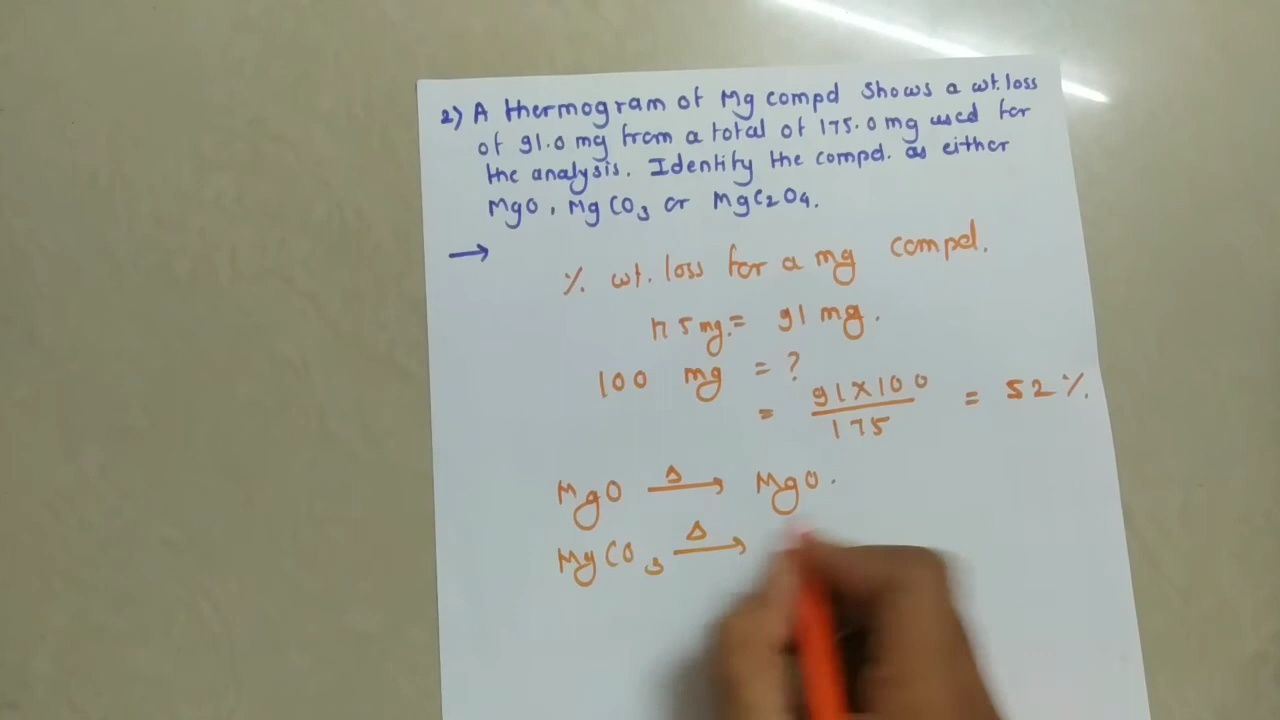 2) A thermogram of Mg compd shows a wt. loss
of 91.0 mg from a total of 175.0 mg used for
the analysis. Identify the compd. as either
MgO, MgCO₃ or MgC₂O₄.
→
% wt. loss for a mg compd.
175 mg. = 91 mg.
100 mg = ?
= 91×100 / 175 = 52 %.
MgO Δ→ MgO.
MgCO₃ Δ→